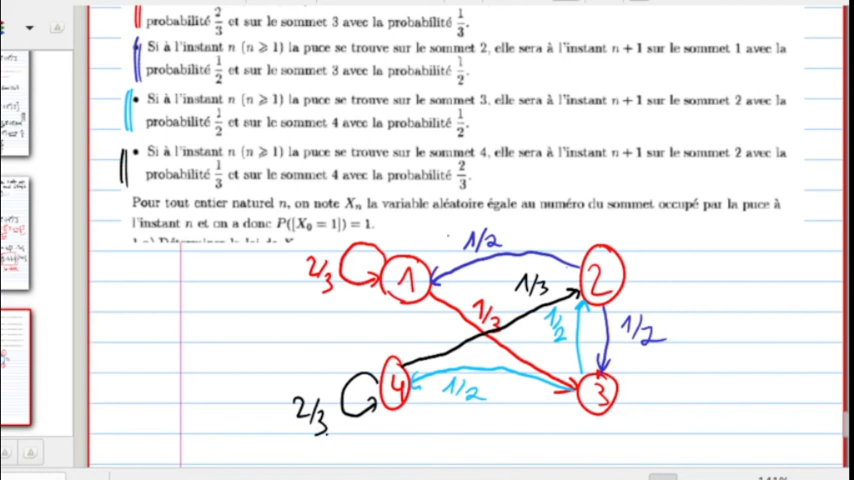 probabilité 2/3 et sur le sommet 3 avec la probabilité 1/3.
• Si à l'instant n (n ⩾ 1) la puce se trouve sur le sommet 2, elle sera à l'instant n + 1 sur le sommet 1 avec la
probabilité 1/2 et sur le sommet 3 avec la probabilité 1/2.
• Si à l'instant n (n ⩾ 1) la puce se trouve sur le sommet 3, elle sera à l'instant n + 1 sur le sommet 2 avec la
probabilité 1/2 et sur le sommet 4 avec la probabilité 1/2.
• Si à l'instant n (n ⩾ 1) la puce se trouve sur le sommet 4, elle sera à l'instant n + 1 sur le sommet 2 avec la
probabilité 1/3 et sur le sommet 4 avec la probabilité 2/3.
Pour tout entier naturel n, on note Xn la variable aléatoire égale au numéro du sommet occupé par la puce à
l'instant n et on a donc P([X0 = 1]) = 1.
1/2
2/3
1
1/3
2
1/3
1/2
1/2
4
1/2
3
2/3